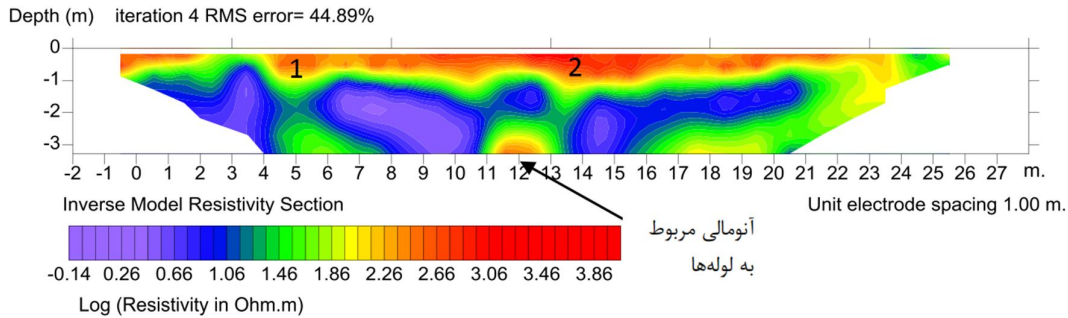 Depth (m) iteration 4 RMS error= 44.89%
0
-1
-2
-3
1
2
-2 -1 0 1 2 3 4 5 6 7 8 9 10 11 12 13 14 15 16 17 18 19 20 21 22 23 24 25 26 27 m.
Inverse Model Resistivity Section
Unit electrode spacing 1.00 m.
-0.14 0.26 0.66 1.06 1.46 1.86 2.26 2.66 3.06 3.46 3.86
Log (Resistivity in Ohm.m)
آنومالی مربوط
به لوله‌ها